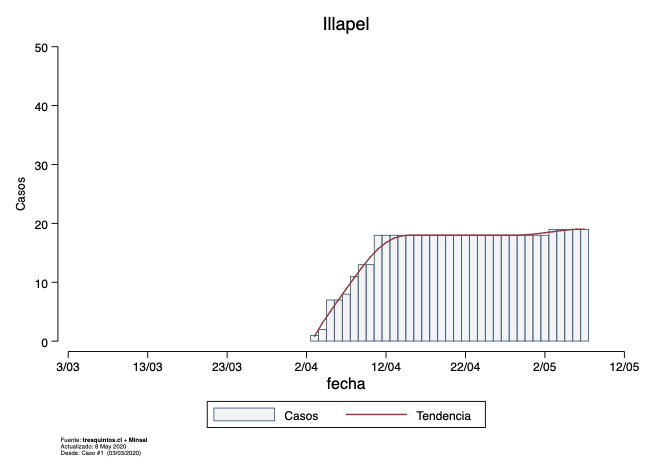 Illapel
50
40
30
20
10
0
Casos
3/03 13/03 23/03 2/04 12/04 22/04 2/05 12/05
fecha
Casos Tendencia
Fuente: tresquintos.cl + Minsal
Actualizado: 8 May 2020
Desde: Caso #1 (03/03/2020)